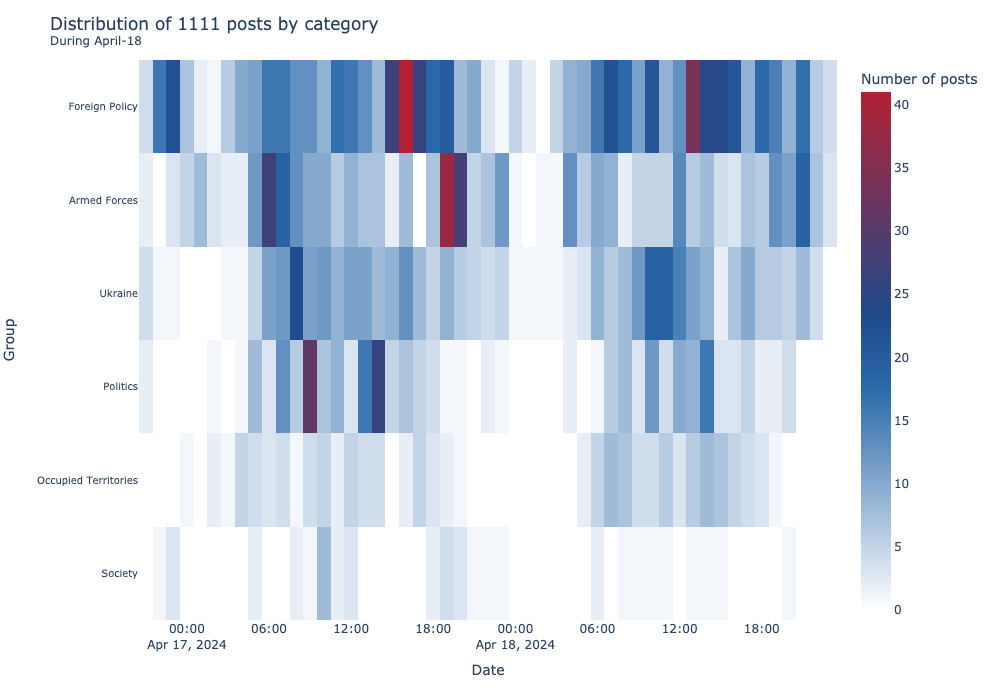 Distribution of 1111 posts by category
During April-18
Number of posts
Group
Foreign Policy
Armed Forces
Ukraine
Politics
Occupied Territories
Society
40
35
30
25
20
15
10
5
0
00:00 06:00 12:00 18:00 00:00 06:00 12:00 18:00
Apr 17, 2024 Apr 18, 2024
Date